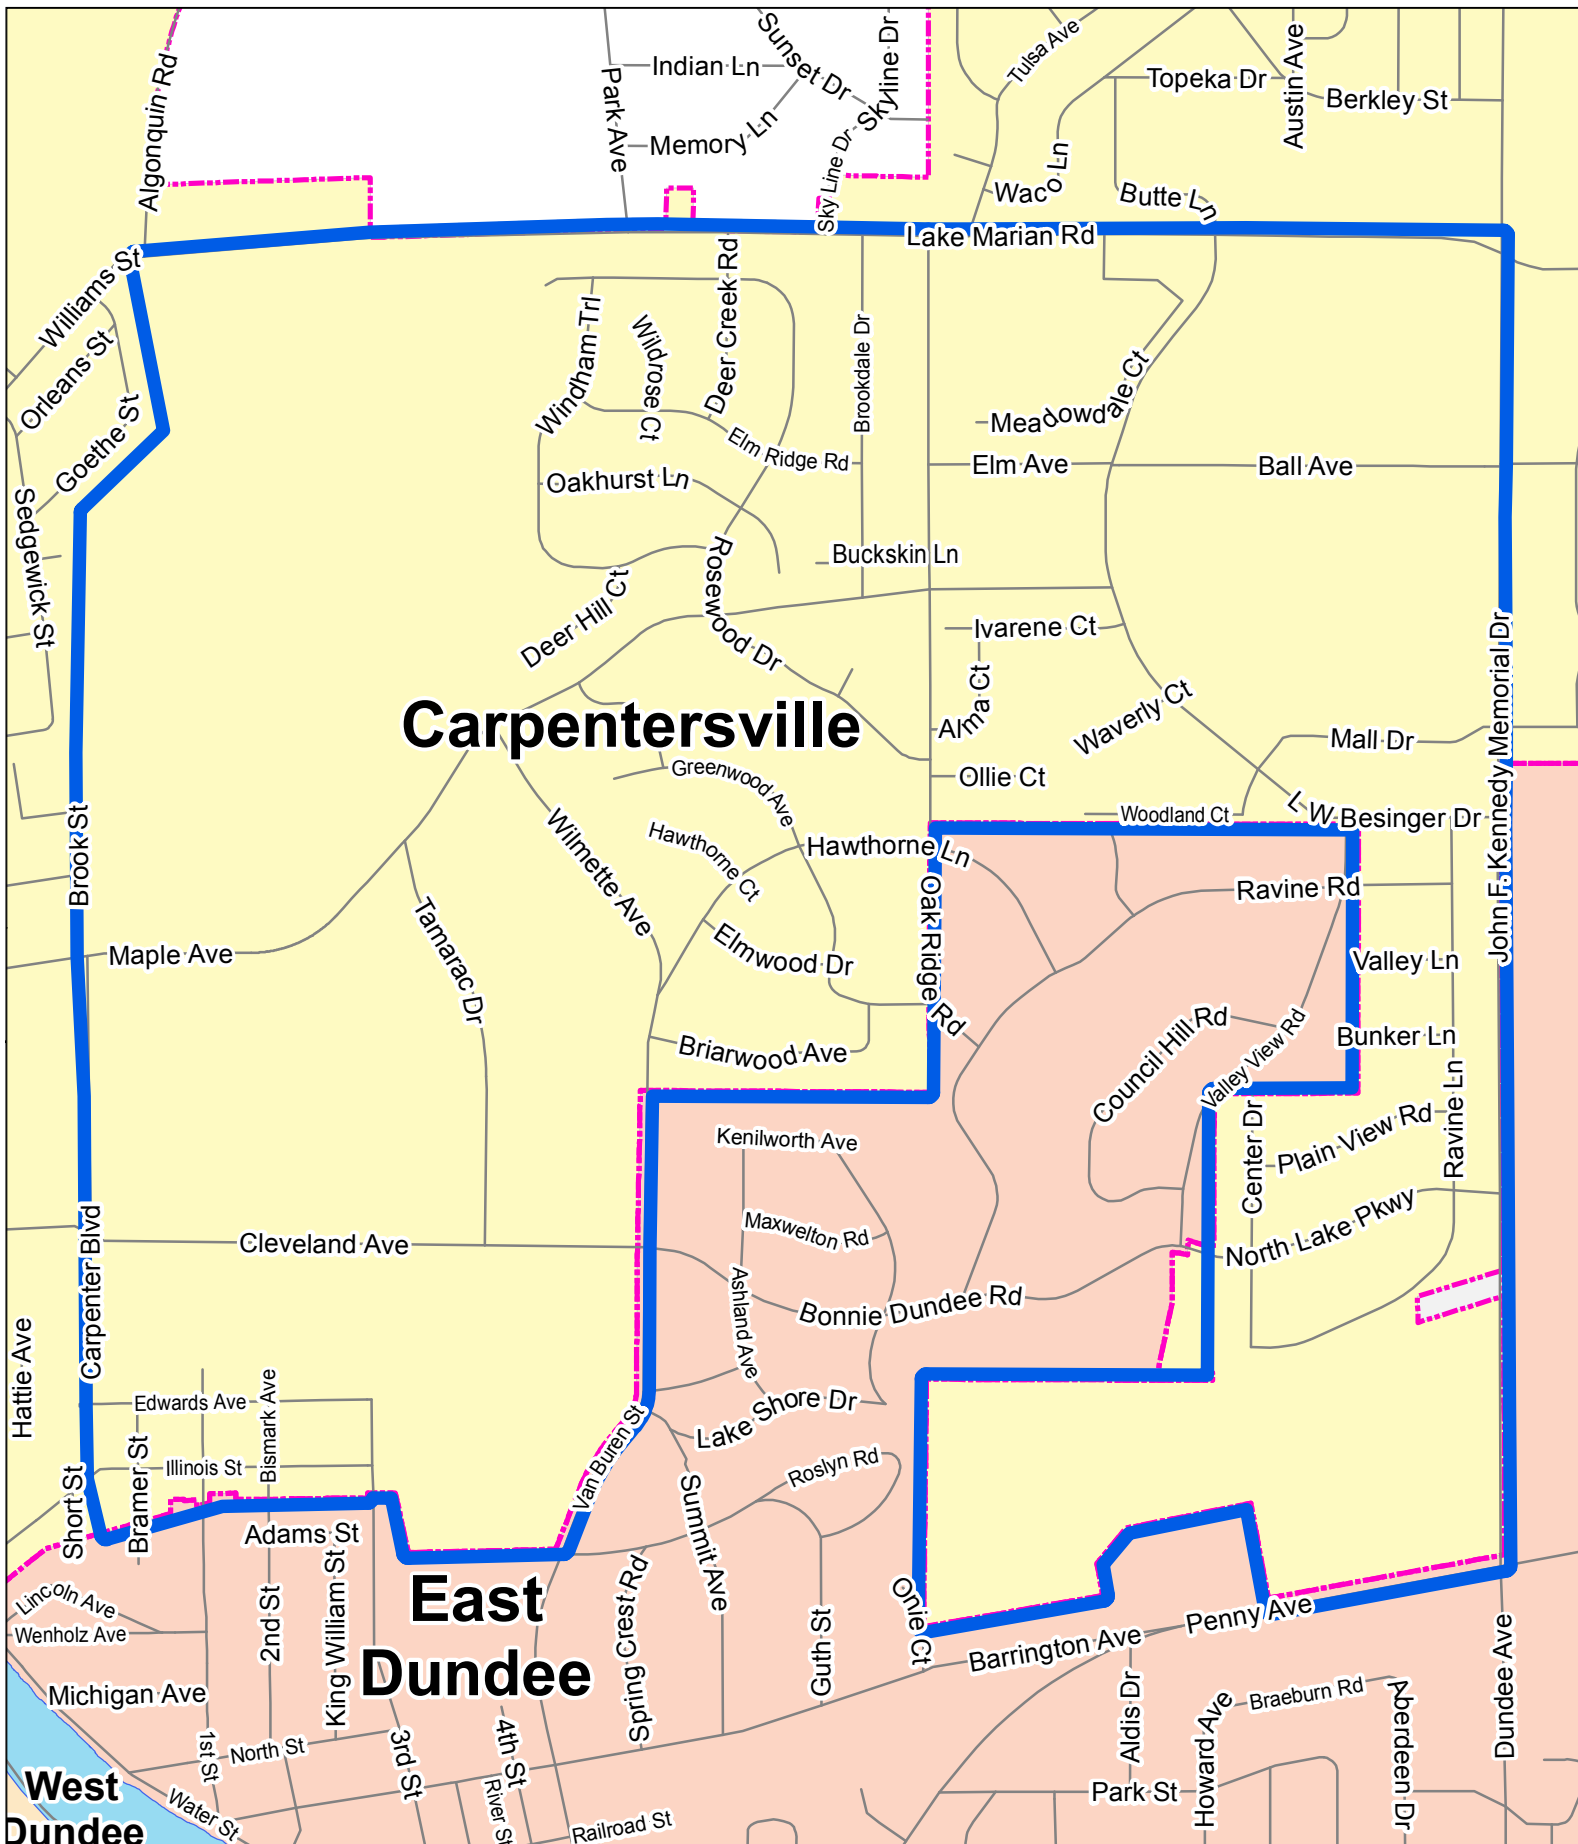 Algonquin Rd
Park Ave
Indian Ln
Memory Ln
Sunset Dr
Skyline Dr
Sky Line Dr
Tulsa Ave
Topeka Dr
Austin Ave
Berkley St
Waco Ln
Butte Ln
Lake Marian Rd
Williams St
Orleans St
Goethe St
Sedgewick St
Windham Trl
Wildrose Ct
Deer Creek Rd
Elm Ridge Rd
Brookdale Dr
Oakhurst Ln
Meadowdale Ct
Elm Ave
Ball Ave
Buckskin Ln
Rosewood Dr
Deer Hill Ct
Ivarene Ct
Alma Ct
Waverly Ct
Ollie Ct
Mall Dr
John F. Kennedy Memorial Dr
Carpentersville
Greenwood Ave
Wilmette Ave
Hawthorne Ct
Hawthorne Ln
Woodland Ct
L W Besinger Dr
Brook St
Maple Ave
Tamarac Dr
Elmwood Dr
Oak Ridge Rd
Ravine Rd
Valley Ln
Briarwood Ave
Council Hill Rd
Valley View Rd
Bunker Ln
Ravine Ln
Kenilworth Ave
Center Dr
Plain View Rd
Maxwelton Rd
North Lake Pkwy
Carpenter Blvd
Cleveland Ave
Ashland Ave
Bonnie Dundee Rd
Hattie Ave
Edwards Ave
Bismark Ave
Illinois St
Short St
Bramer St
Van Buren St
Lake Shore Dr
Roslyn Rd
Summit Ave
Adams St
King William St
2nd St
Lincoln Ave
Wenholz Ave
East
Dundee
Spring Crest Rd
Guth St
Onie Ct
Barrington Ave
Penny Ave
Dundee Ave
Michigan Ave
1st St
North St
3rd St
4th St
River St
Railroad St
Water St
Aldis Dr
Howard Ave
Braeburn Rd
Aberdeen Dr
Park St
West
Dundee